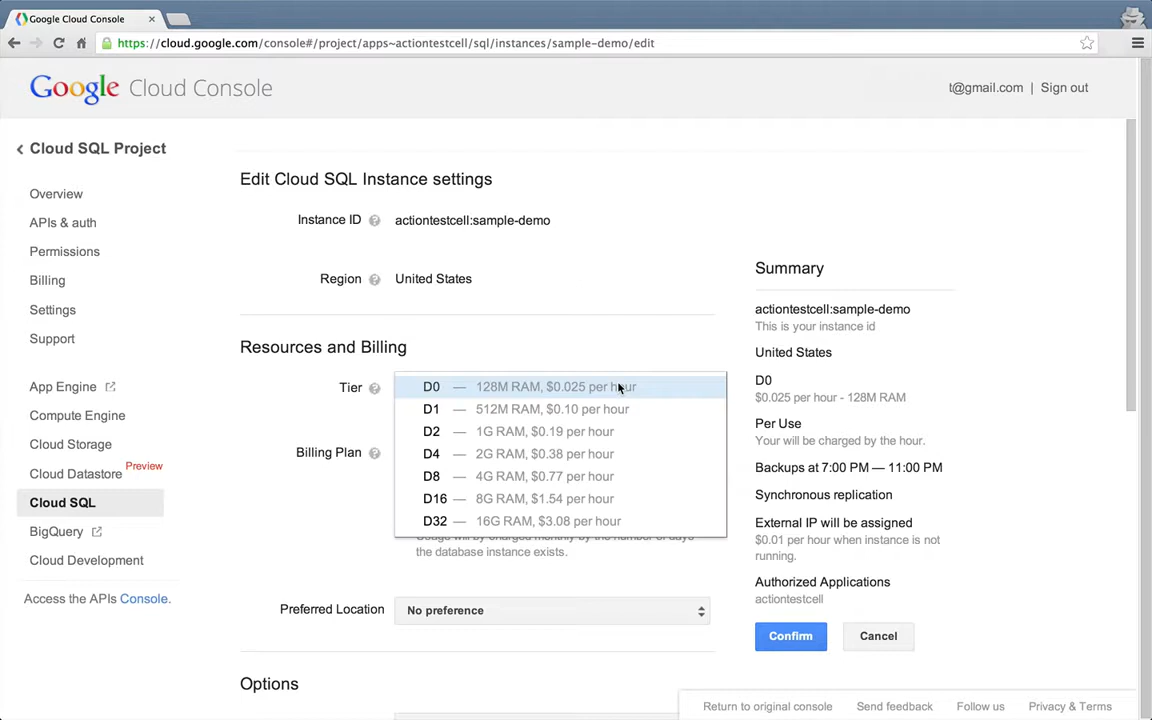 Google Cloud Console
https://cloud.google.com/console#/project/apps~actiontestcell/sql/instances/sample-demo/edit
Google Cloud Console
t@gmail.com | Sign out
Cloud SQL Project
Overview
APIs & auth
Permissions
Billing
Settings
Support
App Engine
Compute Engine
Cloud Storage
Cloud Datastore Preview
Cloud SQL
BigQuery
Cloud Development
Access the APIs Console.
Edit Cloud SQL Instance settings
Instance ID ? actiontestcell:sample-demo
Region ? United States
Resources and Billing
Tier ?
D0 — 128M RAM, $0.025 per hour
D1 — 512M RAM, $0.10 per hour
D2 — 1G RAM, $0.19 per hour
D4 — 2G RAM, $0.38 per hour
D8 — 4G RAM, $0.77 per hour
D16 — 8G RAM, $1.54 per hour
D32 — 16G RAM, $3.08 per hour
Billing Plan ?
Usage will be charged monthly by the number of days
the database instance exists.
Preferred Location No preference
Options
Summary
actiontestcell:sample-demo
This is your instance id
United States
D0
$0.025 per hour - 128M RAM
Per Use
Your will be charged by the hour.
Backups at 7:00 PM — 11:00 PM
Synchronous replication
External IP will be assigned
$0.01 per hour when instance is not
running.
Authorized Applications
actiontestcell
Confirm Cancel
Return to original console Send feedback Follow us Privacy & Terms